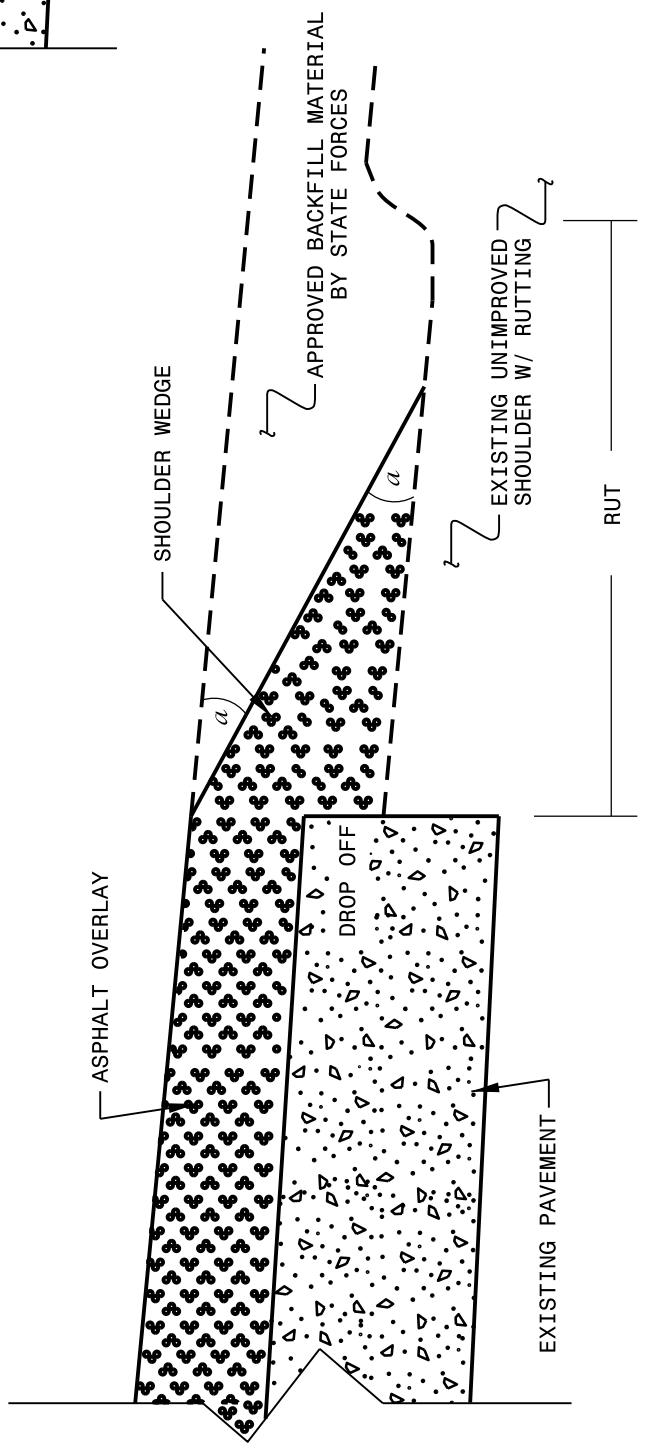 APPROVED BACKFILL MATERIAL
BY STATE FORCES
SHOULDER WEDGE
EXISTING UNIMPROVED
SHOULDER W/ RUTTING
RUT
a
a
DROP OFF
ASPHALT OVERLAY
EXISTING PAVEMENT